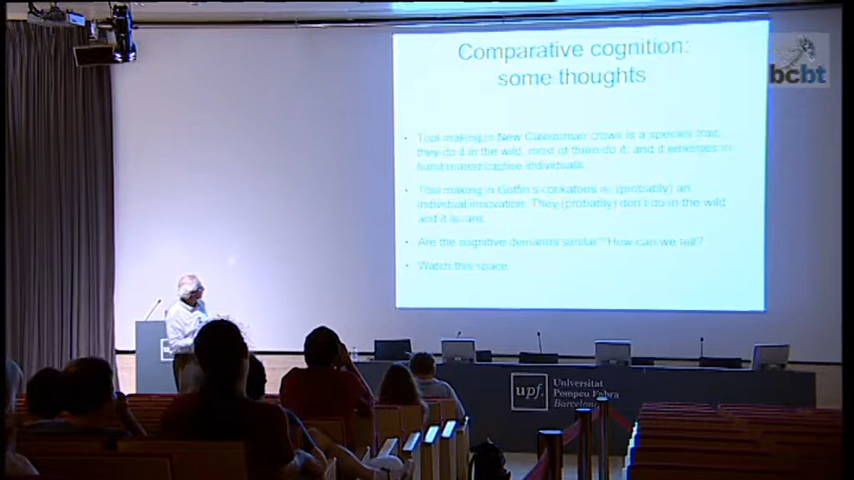 Comparative cognition:
some thoughts
bcbt
• Tool making in New Caledonian crows is a species trait:
they do it in the wild, most of them do it, and it emerges in
hand reared captive individuals.
• Tool making in Goffin's cockatoos is (probably) an
individual innovation. They (probably) don't do in the wild
and it is rare.
• Are the cognitive demands similar? How can we tell?
• Watch this space
upf.
Universitat
Pompeu Fabra
Barcelona